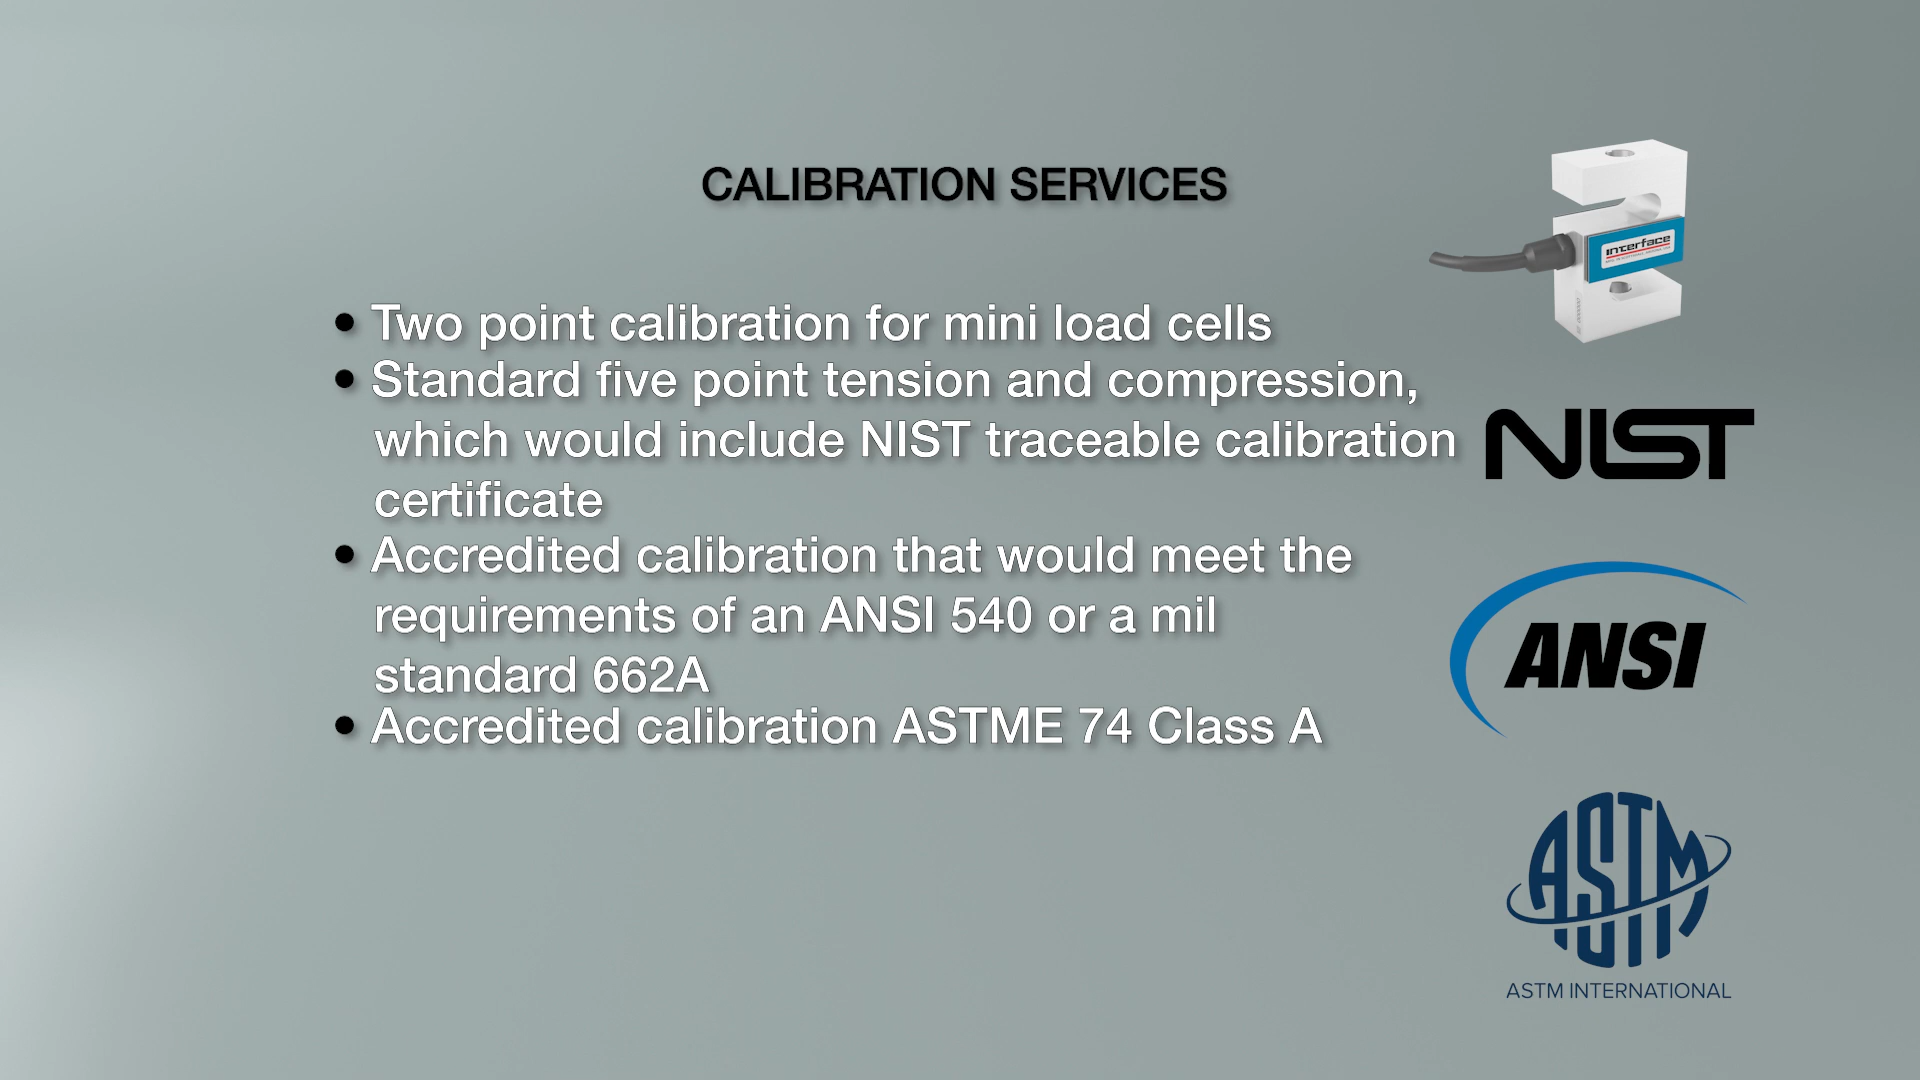 CALIBRATION SERVICES
interface
• Two point calibration for mini load cells
• Standard five point tension and compression,
which would include NIST traceable calibration
certificate
NIST
• Accredited calibration that would meet the
requirements of an ANSI 540 or a mil
standard 662A
ANSI
• Accredited calibration ASTME 74 Class A
ASTM
ASTM INTERNATIONAL